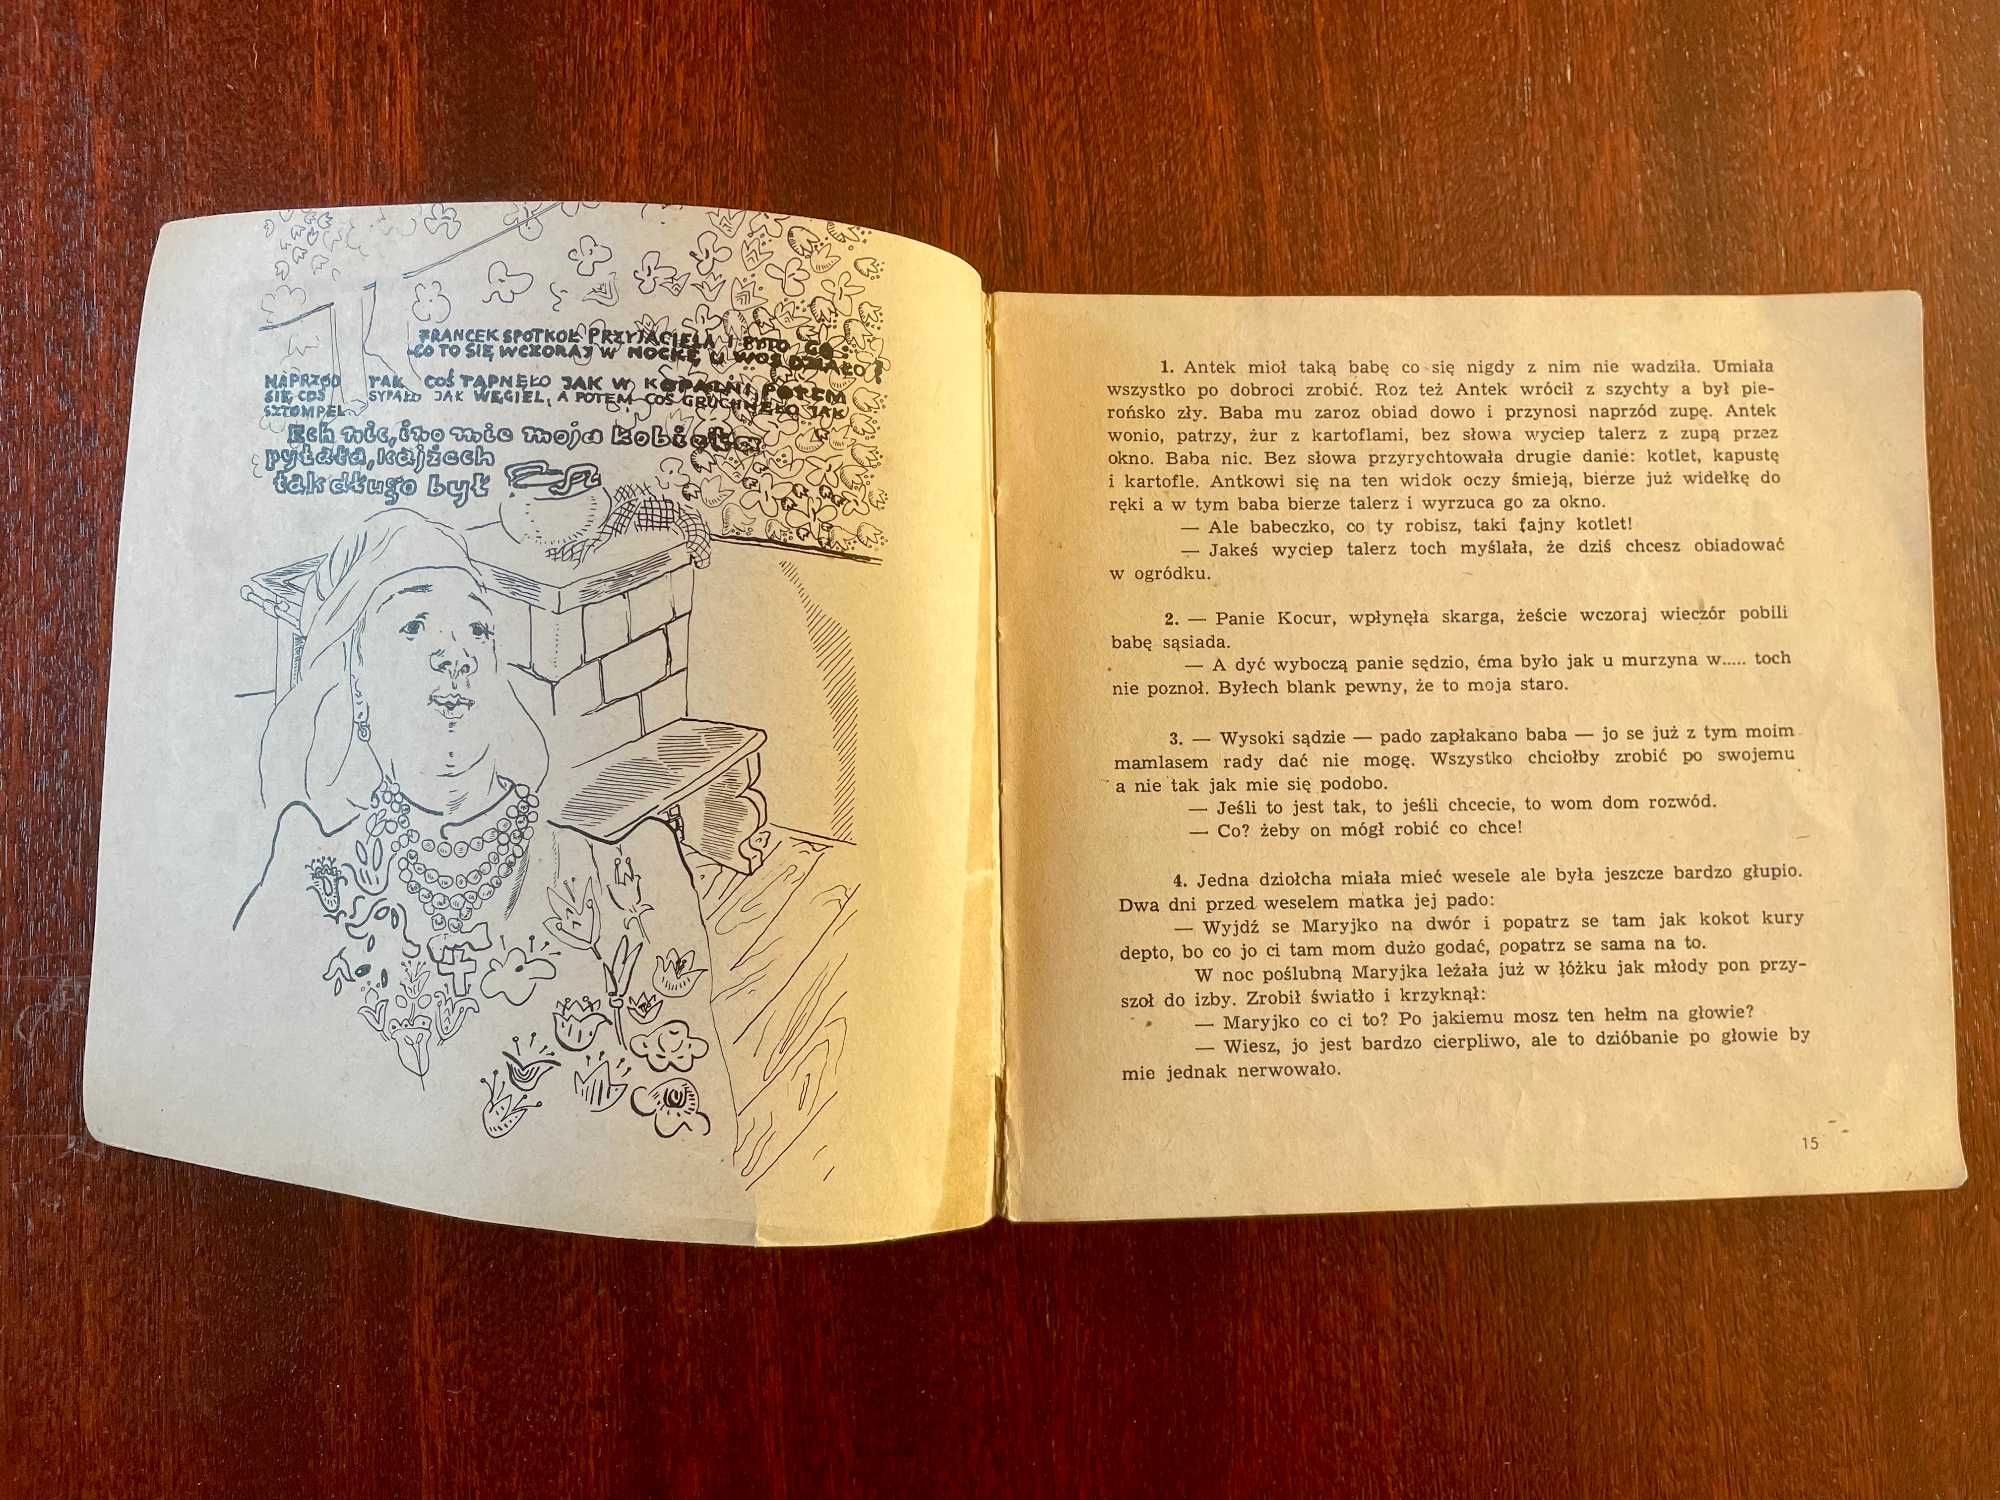 FRANCEK SPOTKOŁ PRZYJACIELA I PYTO GO:
CO TO SIĘ WCZORAJ W NOCKĘ U WOS DZIAŁO?
NAPRZÓD TAK COŚ TĄPNĘŁO JAK W KOPALNI POTEM
SIĘ COŚ SYPAŁO JAK WĘGIEL, A POTEM COŚ GRUCHNĘŁO JAK
SZTOMPEL
Ech nic, ino mie moja kobieta
pytała, kajżech
tak długo był
1. Antek mioł taką babę co się nigdy z nim nie wadziła. Umiała
wszystko po dobroci zrobić. Roz też Antek wrócił z szychty a był pie-
rońsko zły. Baba mu zaroz obiad dowo i przynosi naprzód zupę. Antek
wonio, patrzy, żur z kartoflami, bez słowa wyciep talerz z zupą przez
okno. Baba nic. Bez słowa przyrychtowała drugie danie: kotlet, kapustę
i kartofle. Antkowi się na ten widok oczy śmieją, bierze już widełkę do
ręki a w tym baba bierze talerz i wyrzuca go za okno.
— Ale babeczko, co ty robisz, taki fajny kotlet!
— Jakeś wyciep talerz toch myślała, że dziś chcesz obiadować
w ogródku.
2. — Panie Kocur, wpłynęła skarga, żeście wczoraj wieczór pobili
babę sąsiada.
— A dyć wyboczą panie sędzio, ćma było jak u murzyna w..... toch
nie poznoł. Byłech blank pewny, że to moja staro.
3. — Wysoki sądzie — pado zapłakano baba — jo se już z tym moim
mamlasem rady dać nie mogę. Wszystko chciołby zrobić po swojemu
a nie tak jak mie się podobo.
— Jeśli to jest tak, to jeśli chcecie, to wom dom rozwód.
— Co? żeby on mógł robić co chce!
4. Jedna dziołcha miała mieć wesele ale była jeszcze bardzo głupio.
Dwa dni przed weselem matka jej pado:
— Wyjdź se Maryjko na dwór i popatrz se tam jak kokot kury
depto, bo co jo ci tam mom dużo godać, popatrz se sama na to.
W noc poślubną Maryjka leżała już w łóżku jak młody pon przy-
szoł do izby. Zrobił światło i krzyknął:
— Maryjko co ci to? Po jakiemu mosz ten hełm na głowie?
— Wiesz, jo jest bardzo cierpliwo, ale to dzióbanie po głowie by
mie jednak nerwowało.
15